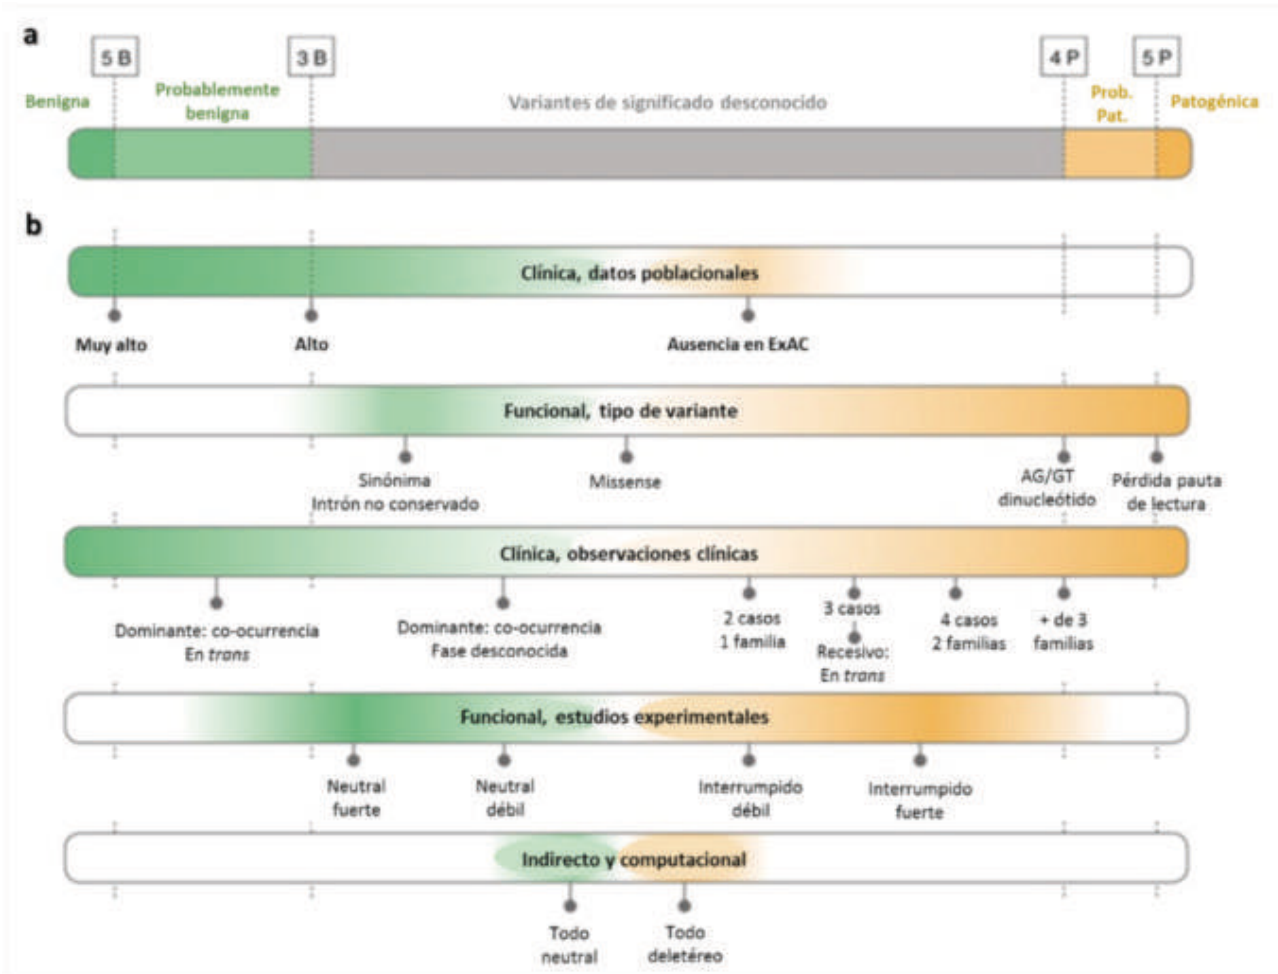 a
5 B
3 B
4 P
5 P
Benigna
Probablemente
benigna
Variantes de significado desconocido
Prob.
Pat.
Patogénica
b
Clínica, datos poblacionales
Muy alto
Alto
Ausencia en ExAC
Funcional, tipo de variante
Sinónima
Intrón no conservado
Missense
AG/GT
dinucleótido
Pérdida pauta
de lectura
Clínica, observaciones clínicas
Dominante: co-ocurrencia
En trans
Dominante: co-ocurrencia
Fase desconocida
2 casos
1 familia
3 casos
Recesivo:
En trans
4 casos
2 familias
+ de 3
familias
Funcional, estudios experimentales
Neutral
fuerte
Neutral
débil
Interrumpido
débil
Interrumpido
fuerte
Indirecto y computacional
Todo
neutral
Todo
deletéreo